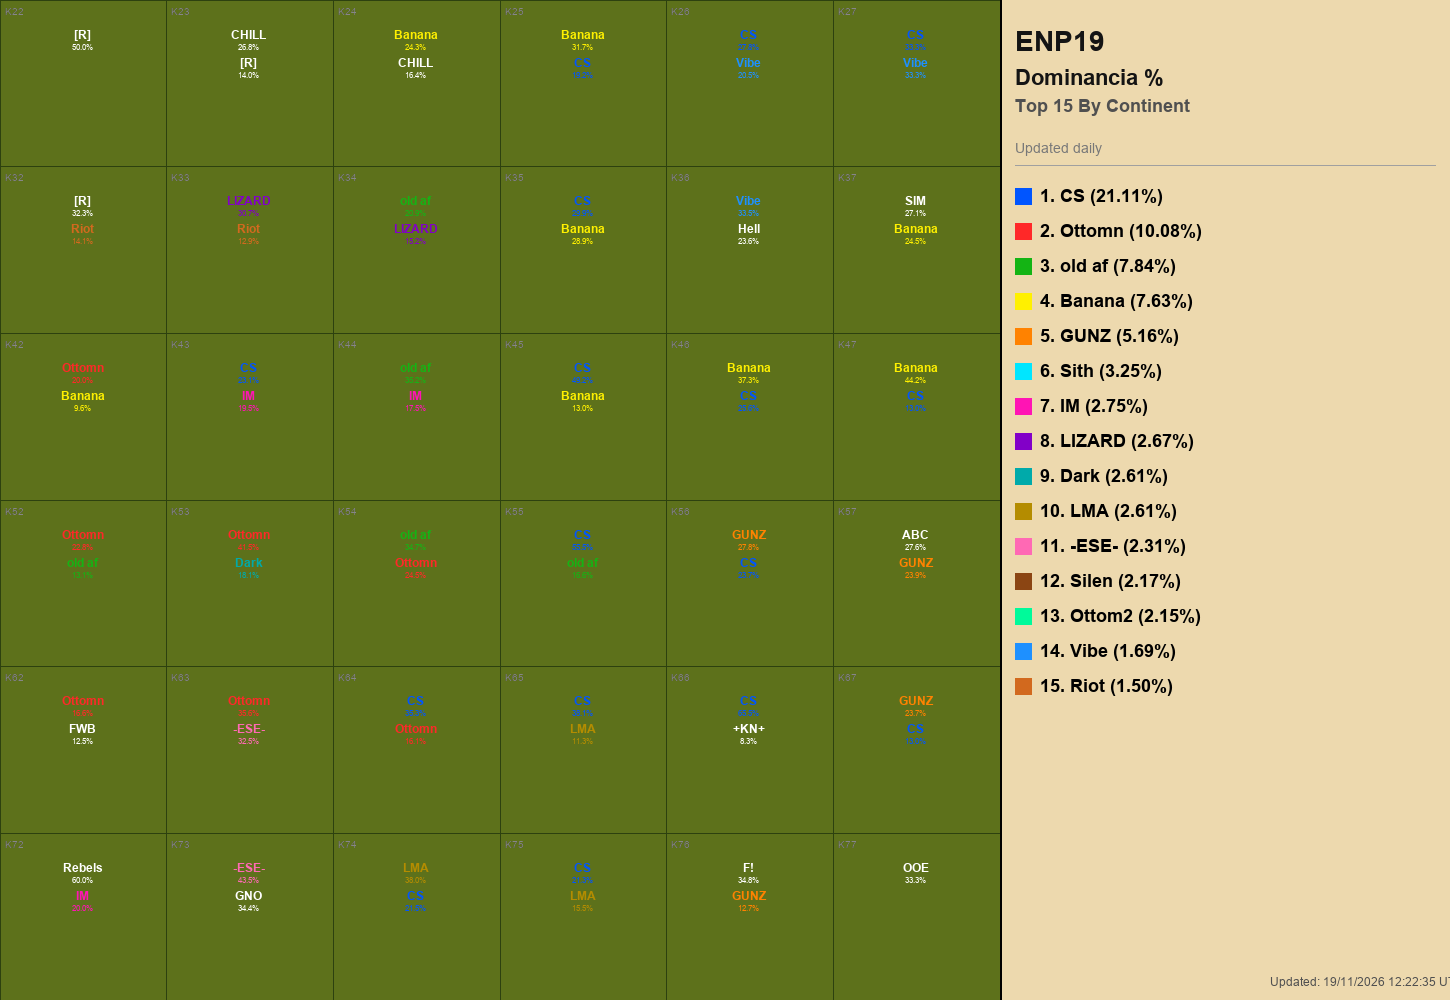 K22
[R]
50.0%
K23
CHILL
26.8%
[R]
14.0%
K24
Banana
24.3%
CHILL
16.4%
K25
Banana
31.7%
CS
K26
CS
Vibe
K27
CS
Vibe
33.3%
K32
[R]
32.3%
Riot
14.1%
K33
LIZARD
30.7%
Riot
12.9%
K34
old af
LIZARD
15.2%
K35
CS
Banana
28.9%
K36
Vibe
Hell
23.6%
K37
SIM
27.1%
Banana
24.5%
K42
Ottomn
Banana
9.6%
K43
CS
IM
K44
old af
IM
K45
CS
Banana
13.0%
K46
Banana
37.3%
CS
K47
Banana
44.2%
CS
K52
Ottomn
old af
K53
Ottomn
Dark
K54
old af
Ottomn
K55
CS
old af
K56
GUNZ
27.8%
CS
K57
ABC
27.6%
GUNZ
23.9%
K62
Ottomn
FWB
12.5%
K63
Ottomn
-ESE-
32.5%
K64
CS
Ottomn
K65
CS
LMA
11.3%
K66
CS
+KN+
8.3%
K67
GUNZ
23.7%
CS
K72
Rebels
60.0%
IM
K73
-ESE-
43.5%
GNO
34.4%
K74
LMA
38.0%
CS
K75
CS
LMA
15.5%
K76
F!
34.8%
GUNZ
12.7%
K77
OOE
33.3%
ENP19
Dominancia %
Top 15 By Continent
Updated daily
1. CS (21.11%)
2. Ottomn (10.08%)
3. old af (7.84%)
4. Banana (7.63%)
5. GUNZ (5.16%)
6. Sith (3.25%)
7. IM (2.75%)
8. LIZARD (2.67%)
9. Dark (2.61%)
10. LMA (2.61%)
11. -ESE- (2.31%)
12. Silen (2.17%)
13. Ottom2 (2.15%)
14. Vibe (1.69%)
15. Riot (1.50%)
Updated: 19/11/2026 12:22:35 U